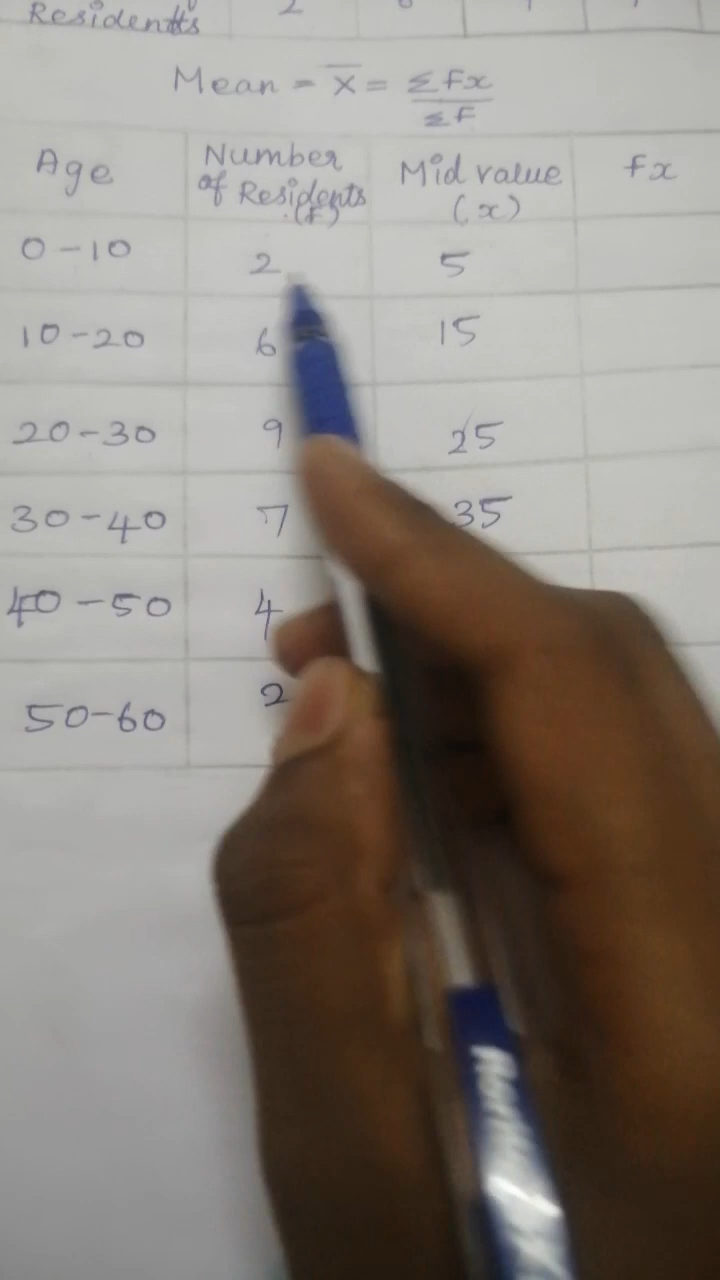 Residents 2
Mean = X̅ = ΣFx
ΣF
Age Number of Residents (F) Mid value (x) Fx
0-10 2 5
10-20 6 15
20-30 9 25
30-40 7 35
40-50 4
50-60 2